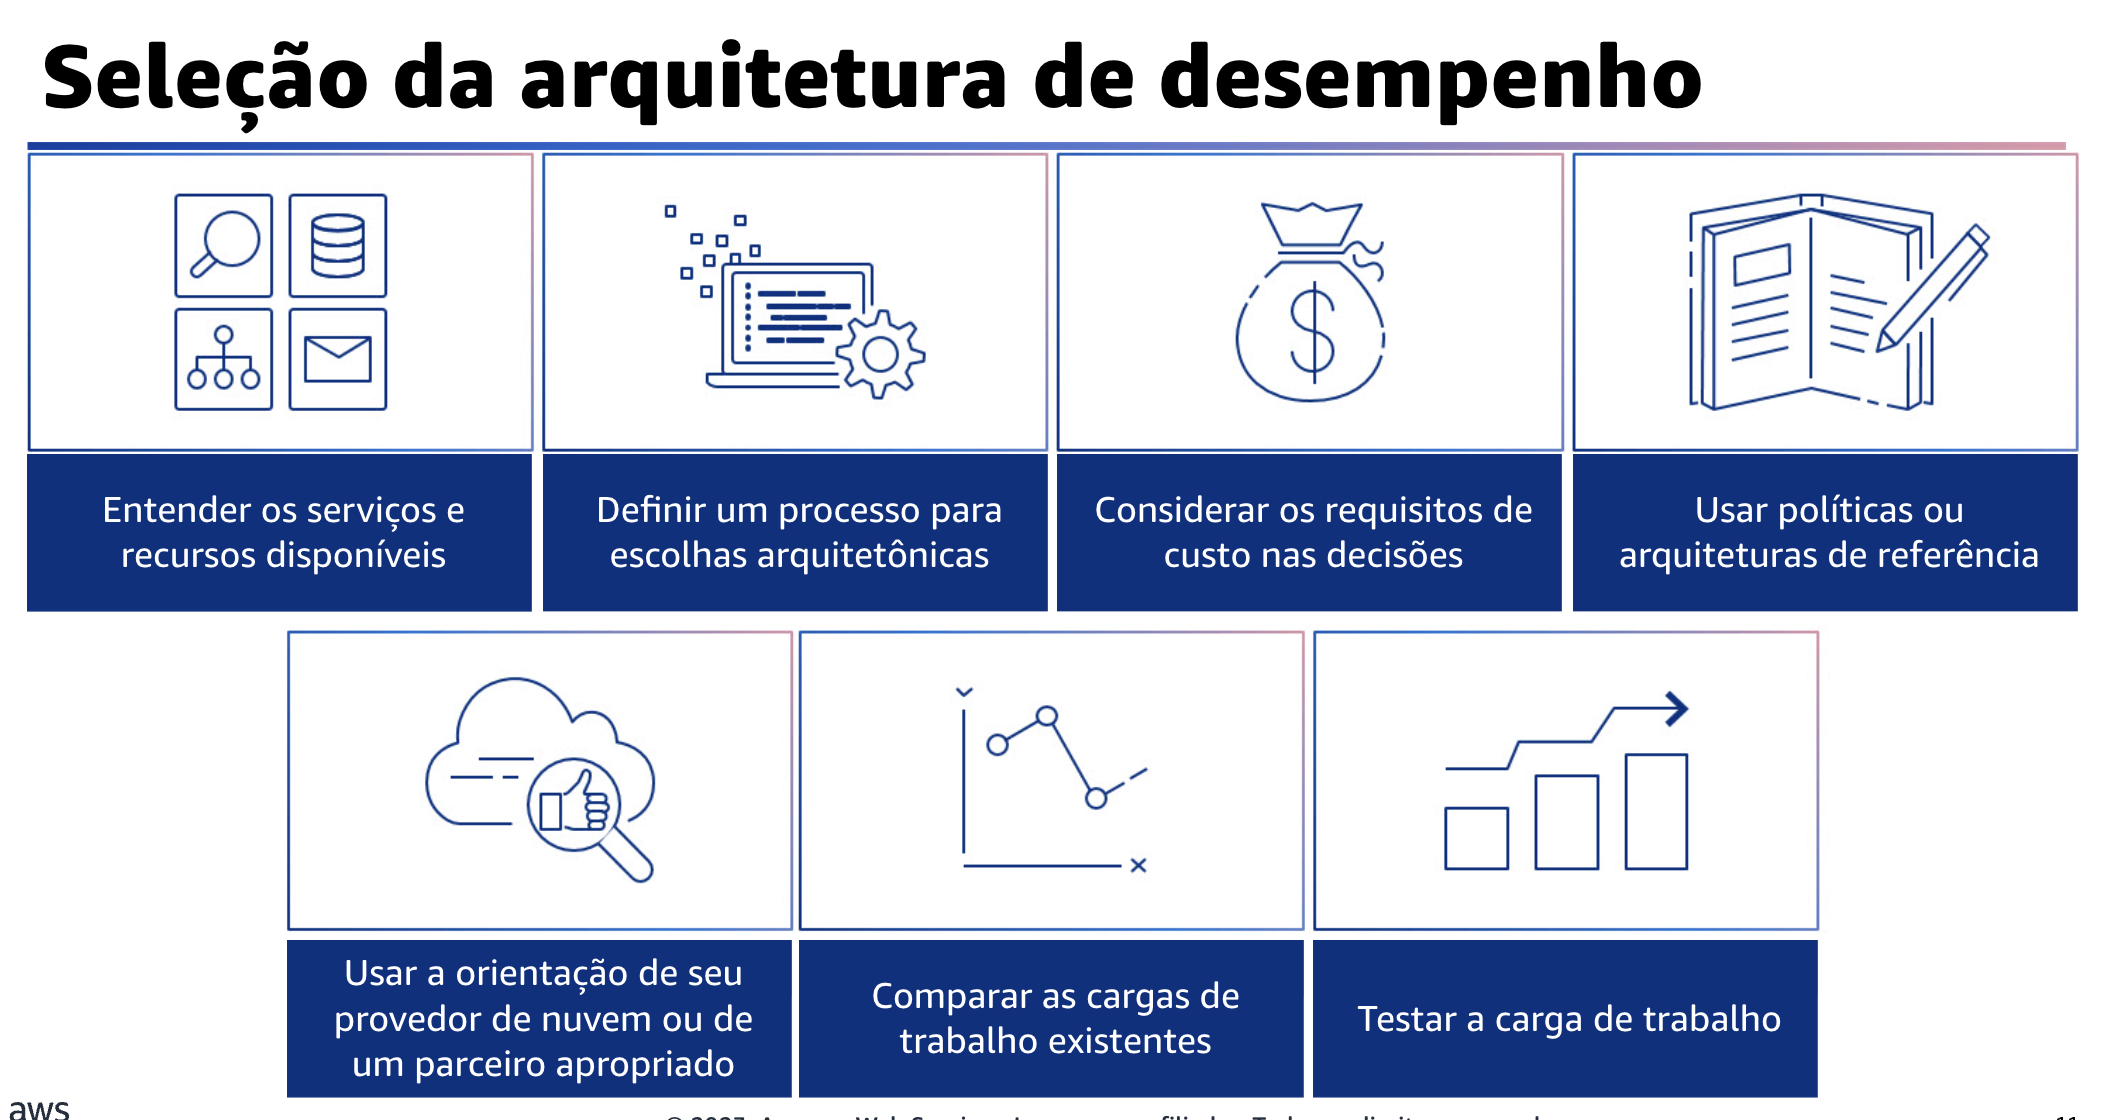 Seleção da arquitetura de desempenho
Entender os serviços e
recursos disponíveis
Definir um processo para
escolhas arquitetônicas
Considerar os requisitos de
custo nas decisões
Usar políticas ou
arquiteturas de referência
Usar a orientação de seu
provedor de nuvem ou de
um parceiro apropriado
Comparar as cargas de
trabalho existentes
Testar a carga de trabalho
aws